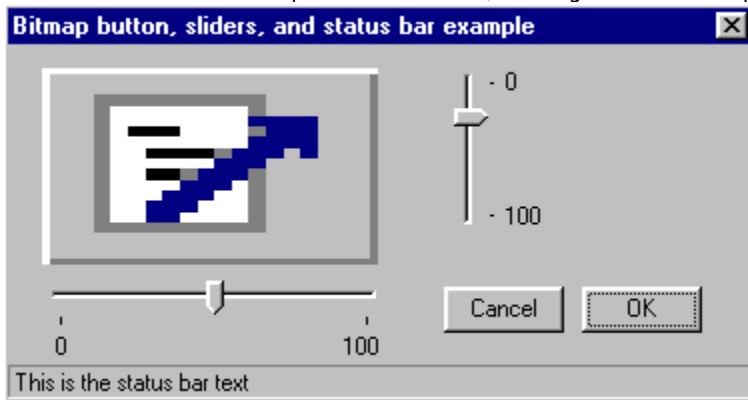 Bitmap button, sliders, and status bar example
- 0
- 100
Cancel
OK
0
100
This is the status bar text